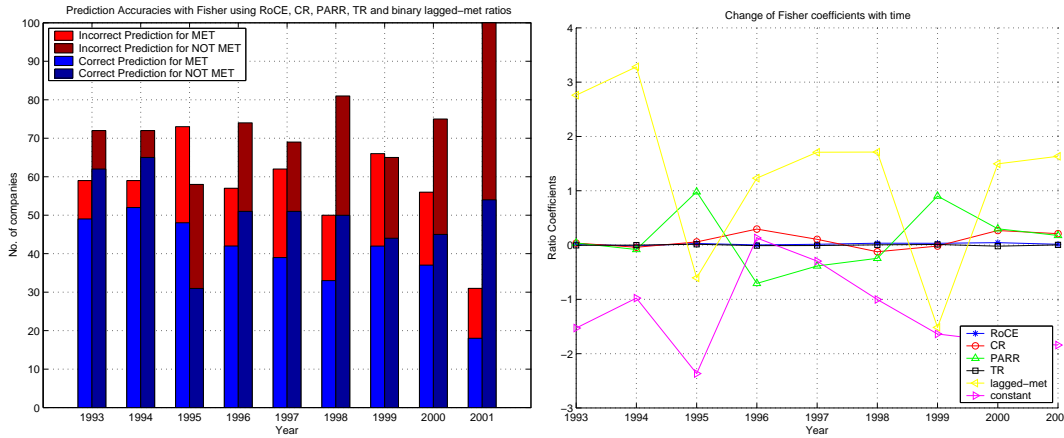 Prediction Accuracies with Fisher using RoCE, CR, PARR, TR and binary lagged-met ratios
100
90
80
70
60
50
40
30
20
10
0
No. of companies
Incorrect Prediction for MET
Incorrect Prediction for NOT MET
Correct Prediction for MET
Correct Prediction for NOT MET
1993 1994 1995 1996 1997 1998 1999 2000 2001
Year
Change of Fisher coefficients with time
4
3
2
1
0
−1
−2
−3
Ratio Coefficients
RoCE
CR
PARR
TR
lagged−met
constant
1993 1994 1995 1996 1997 1998 1999 2000 200
Year